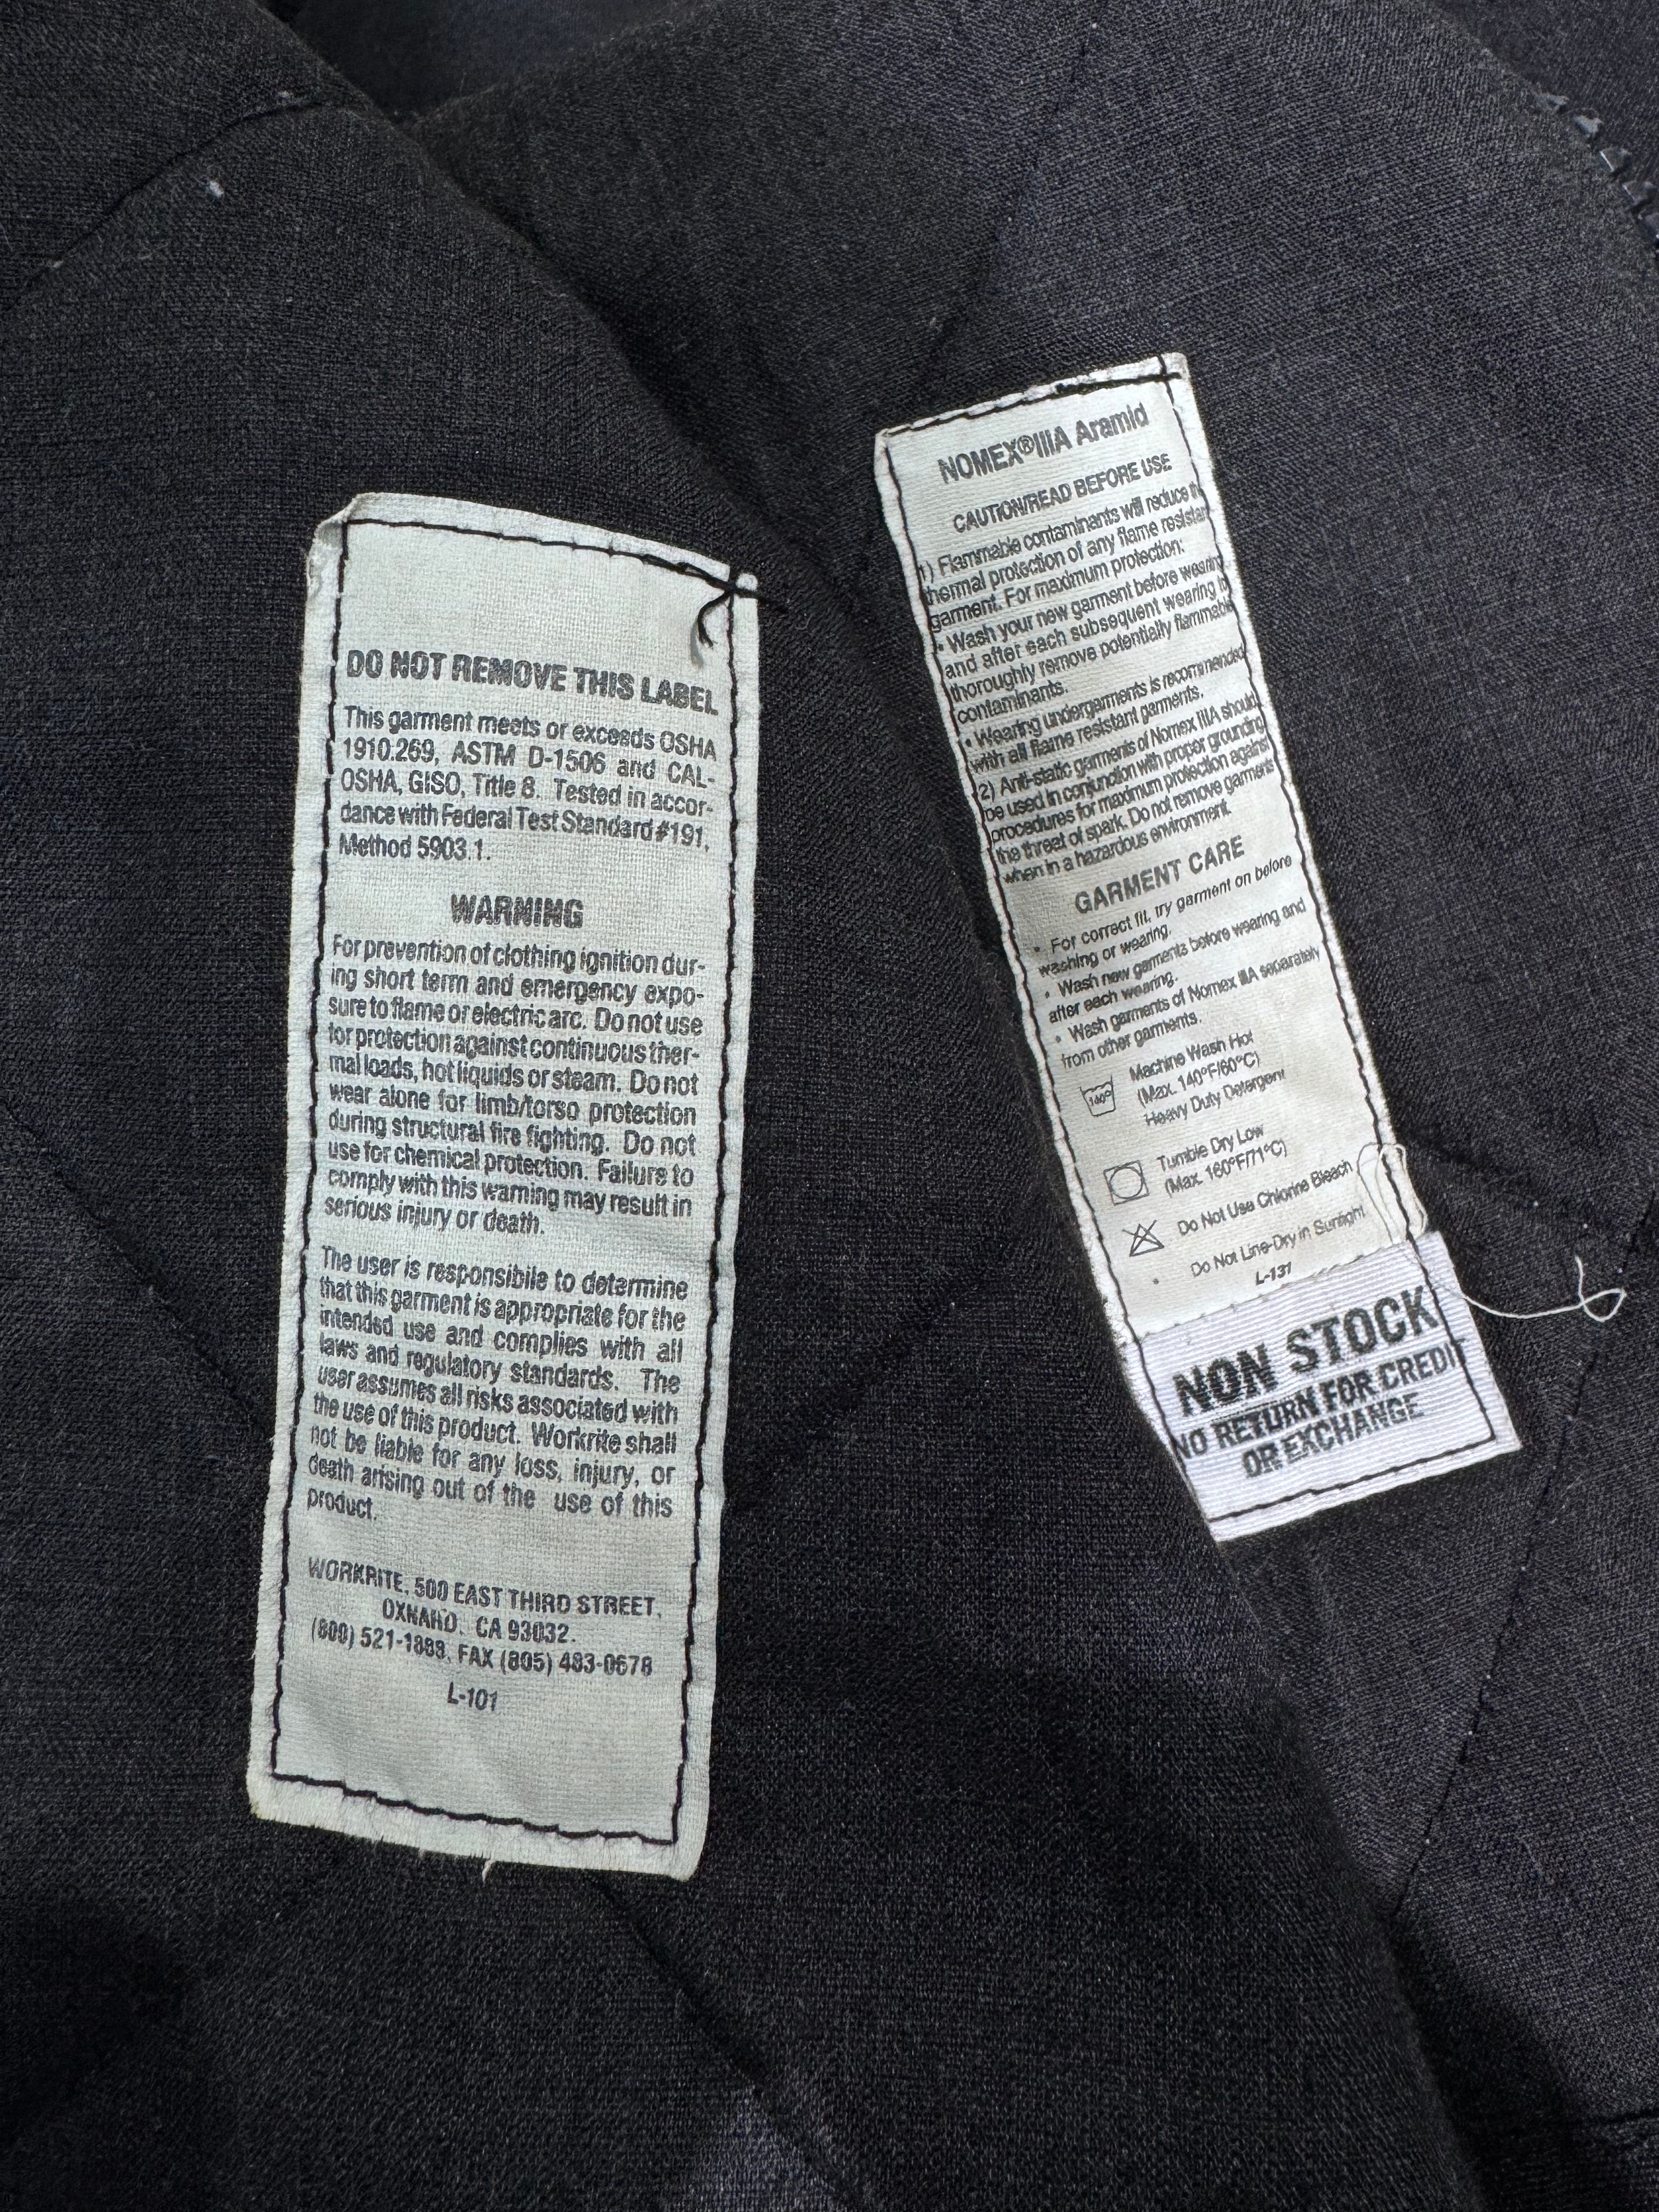 DO NOT REMOVE THIS LABEL
This garment meets or exceeds OSHA
1910.269, ASTM D-1506 and CAL-
OSHA, GISO, Title 8. Tested in accor-
dance with Federal Test Standard #191,
Method 5903.1.
WARNING
For prevention of clothing ignition dur-
ing short term and emergency expo-
sure to flame or electric arc. Do not use
for protection against continuous ther-
mal loads, hot liquids or steam. Do not
wear alone for limb/torso protection
during structural fire fighting. Do not
use for chemical protection. Failure to
comply with this warning may result in
serious injury or death.
The user is responsibile to determine
that this garment is appropriate for the
intended use and complies with all
laws and regulatory standards. The
user assumes all risks associated with
the use of this product. Workrite shall
not be liable for any loss, injury, or
death arising out of the use of this
product.
WORKRITE, 500 EAST THIRD STREET,
OXNARD, CA 93032.
(800) 521-1888, FAX (805) 483-0678
L-101
NOMEX®IIIA Aramid
CAUTION/READ BEFORE USE
1) Flammable contaminants will reduce th
thermal protection of any flame resistan
garment. For maximum protection:
• Wash your new garment before wearing
and after each subsequent wearing to
thoroughly remove potentially flammable
contaminants.
• Wearing undergarments is recommended
with all flame resistant garments.
2) Anti-static garments of Nomex IIIA should
be used in conjunction with proper grounding
procedures for maximum protection against
the threat of spark. Do not remove garments
when in a hazardous environment.
GARMENT CARE
• For correct fit, try garment on before
washing or wearing.
• Wash new garments before wearing and
after each wearing.
• Wash garments of Nomex IIIA separately
from other garments.
140°
Machine Wash Hot
(Max. 140°F/60°C)
Heavy Duty Detergent
Tumble Dry Low
(Max. 160°F/71°C)
Do Not Use Chlorine Bleach
• Do Not Line-Dry in Sunlight
L-131
NON STOCK
NO RETURN FOR CREDIT
OR EXCHANGE